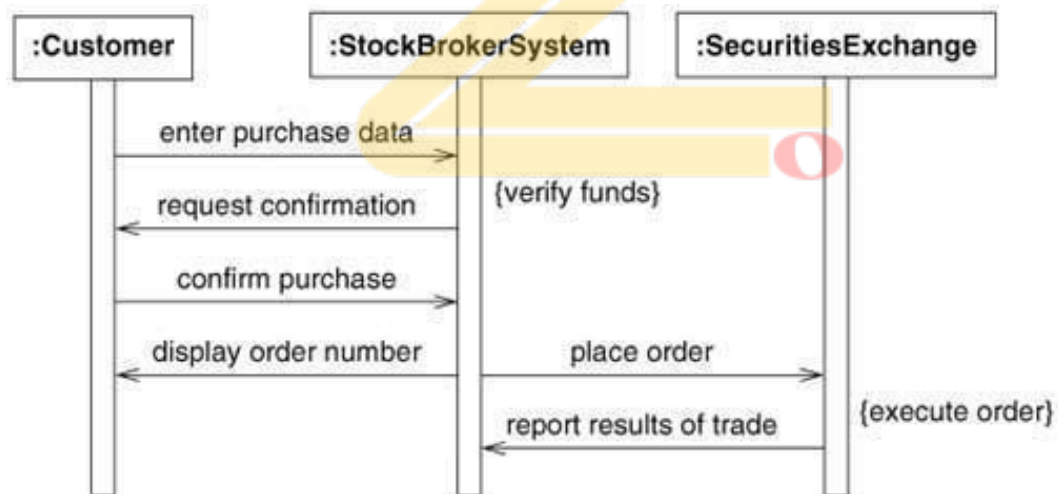 :Customer
:StockBrokerSystem
:SecuritiesExchange
enter purchase data
{verify funds}
request confirmation
confirm purchase
display order number
place order
{execute order}
report results of trade